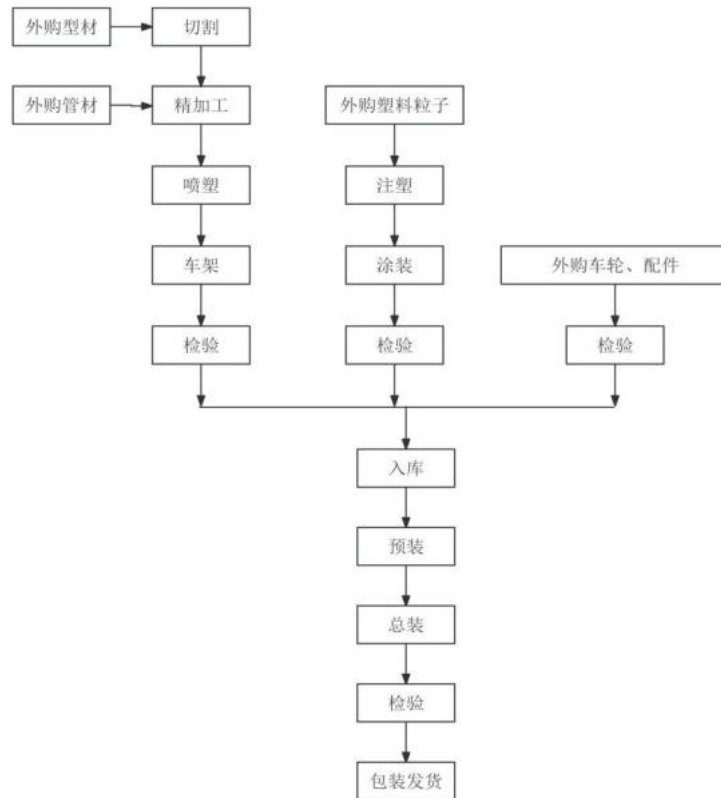 外购型材
切割
外购管材
精加工
外购塑料粒子
喷塑
注塑
车架
涂装
外购车轮、配件
检验
检验
检验
入库
预装
总装
检验
包装发货